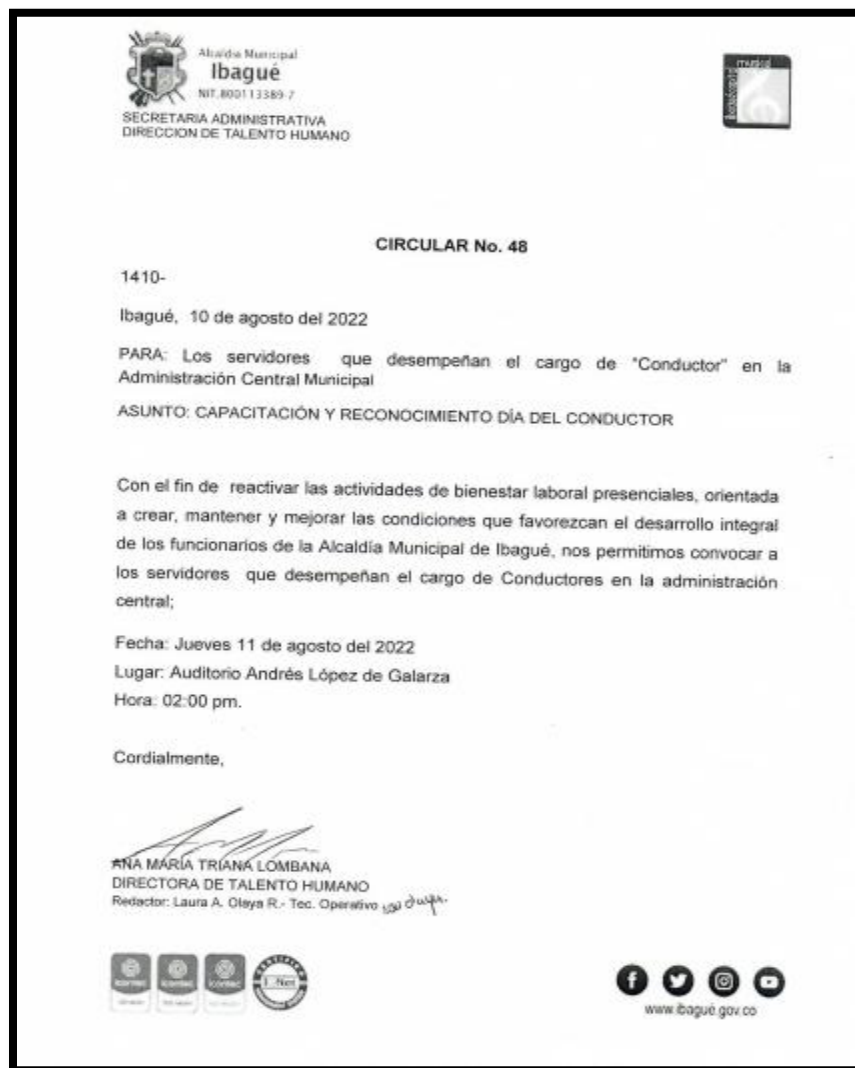 Alcaldía Municipal
Ibagué
NIT.800113389-7
SECRETARIA ADMINISTRATIVA
DIRECCION DE TALENTO HUMANO
musical
CIRCULAR No. 48
1410-
Ibagué, 10 de agosto del 2022
PARA: Los servidores que desempeñan el cargo de "Conductor" en la
Administración Central Municipal
ASUNTO: CAPACITACIÓN Y RECONOCIMIENTO DÍA DEL CONDUCTOR
Con el fin de reactivar las actividades de bienestar laboral presenciales, orientada
a crear, mantener y mejorar las condiciones que favorezcan el desarrollo integral
de los funcionarios de la Alcaldía Municipal de Ibagué, nos permitimos convocar a
los servidores que desempeñan el cargo de Conductores en la administración
central;
Fecha: Jueves 11 de agosto del 2022
Lugar: Auditorio Andrés López de Galarza
Hora: 02:00 pm.
Cordialmente,
ANA MARÍA TRIANA LOMBANA
DIRECTORA DE TALENTO HUMANO
Redactor: Laura A. Olaya R.- Tec. Operativo
icontec icontec icontec
www.ibagué.gov.co